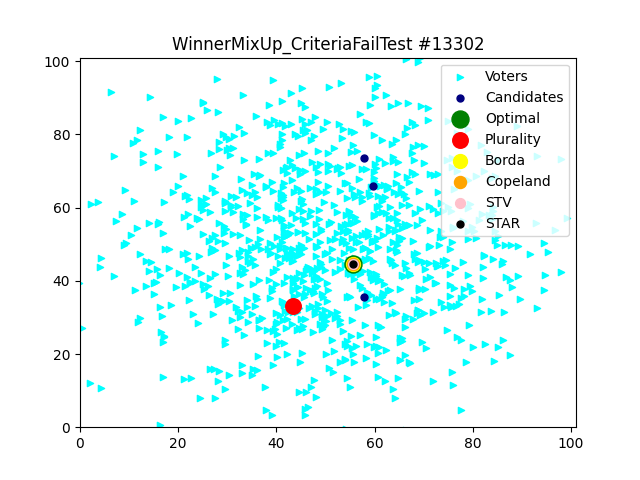 WinnerMixUp_CriteriaFailTest #13302
100
80
60
40
20
0
0
20
40
60
80
100
Voters
Candidates
Optimal
Plurality
Borda
Copeland
STV
STAR